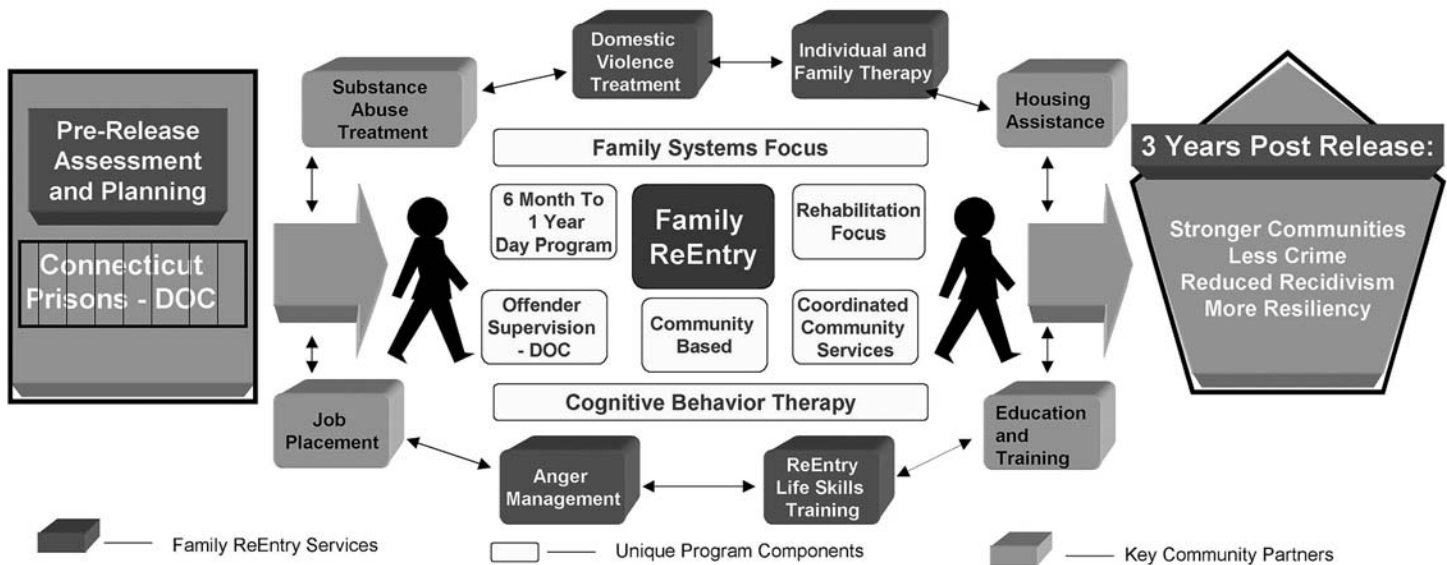 Pre-Release
Assessment
and Planning
Connecticut
Prisons - DOC
Substance
Abuse
Treatment
Domestic
Violence
Treatment
Individual and
Family Therapy
Housing
Assistance
Family Systems Focus
6 Month To
1 Year
Day Program
Family
ReEntry
Rehabilitation
Focus
Offender
Supervision
- DOC
Community
Based
Coordinated
Community
Services
Cognitive Behavior Therapy
Job
Placement
Anger
Management
ReEntry
Life Skills
Training
Education
and
Training
3 Years Post Release:
Stronger Communities
Less Crime
Reduced Recidivism
More Resiliency
Family ReEntry Services
Unique Program Components
Key Community Partners